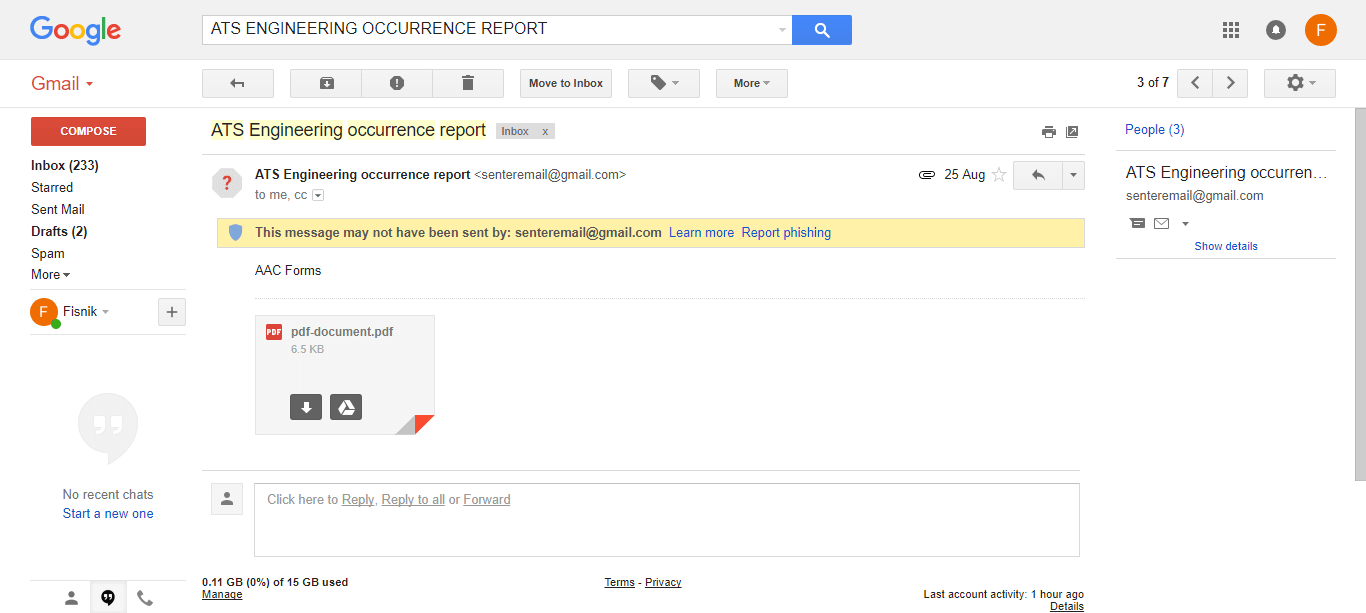 Google
ATS ENGINEERING OCCURRENCE REPORT
F
Gmail
Move to Inbox
More
3 of 7
COMPOSE
Inbox (233)
Starred
Sent Mail
Drafts (2)
Spam
More
F Fisnik +
No recent chats
Start a new one
ATS Engineering occurrence report Inbox x
? ATS Engineering occurrence report <senteremail@gmail.com> 25 Aug
to me, cc
This message may not have been sent by: senteremail@gmail.com Learn more Report phishing
AAC Forms
PDF pdf-document.pdf
6.5 KB
Click here to Reply, Reply to all or Forward
0.11 GB (0%) of 15 GB used
Manage
Terms - Privacy
Last account activity: 1 hour ago
Details
People (3)
ATS Engineering occurren…
senteremail@gmail.com
Show details